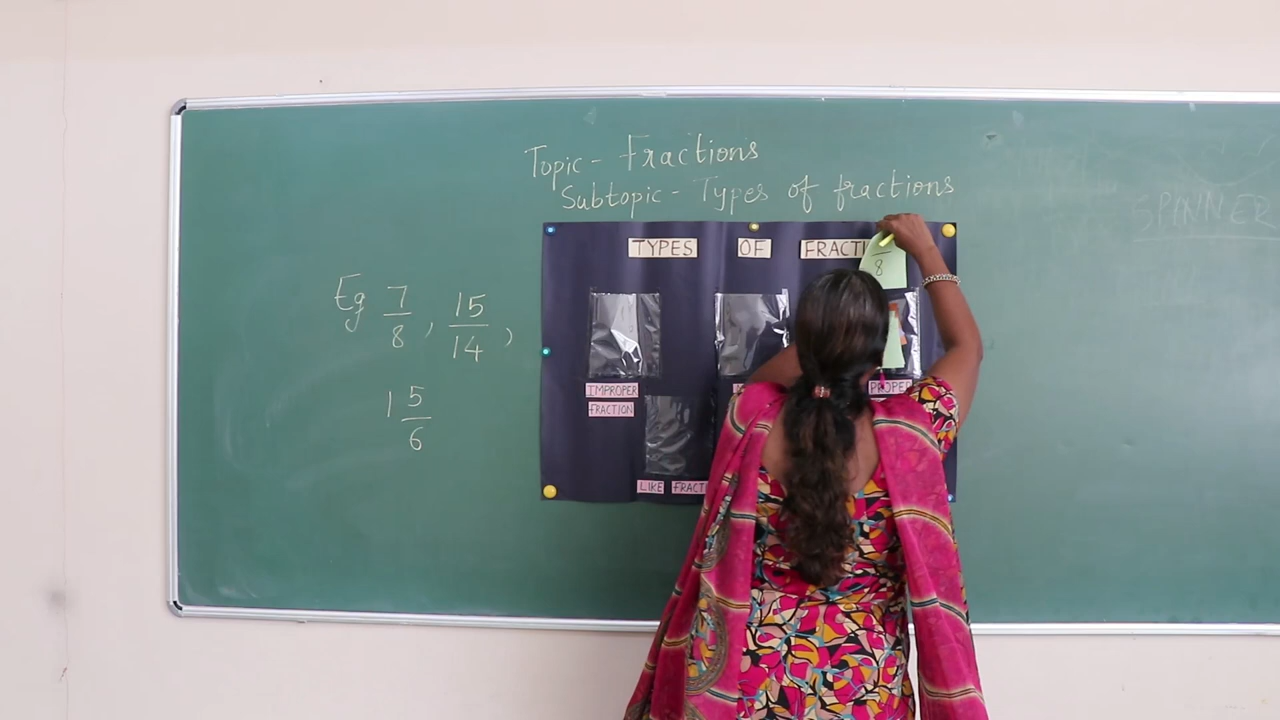 Topic - Fractions
Subtopic - Types of fractions
SPINNER
TYPES OF
8
Eg 7/8, 15/14,
1 5/6
IMPROPER
FRACTION
PROPER
LIKE